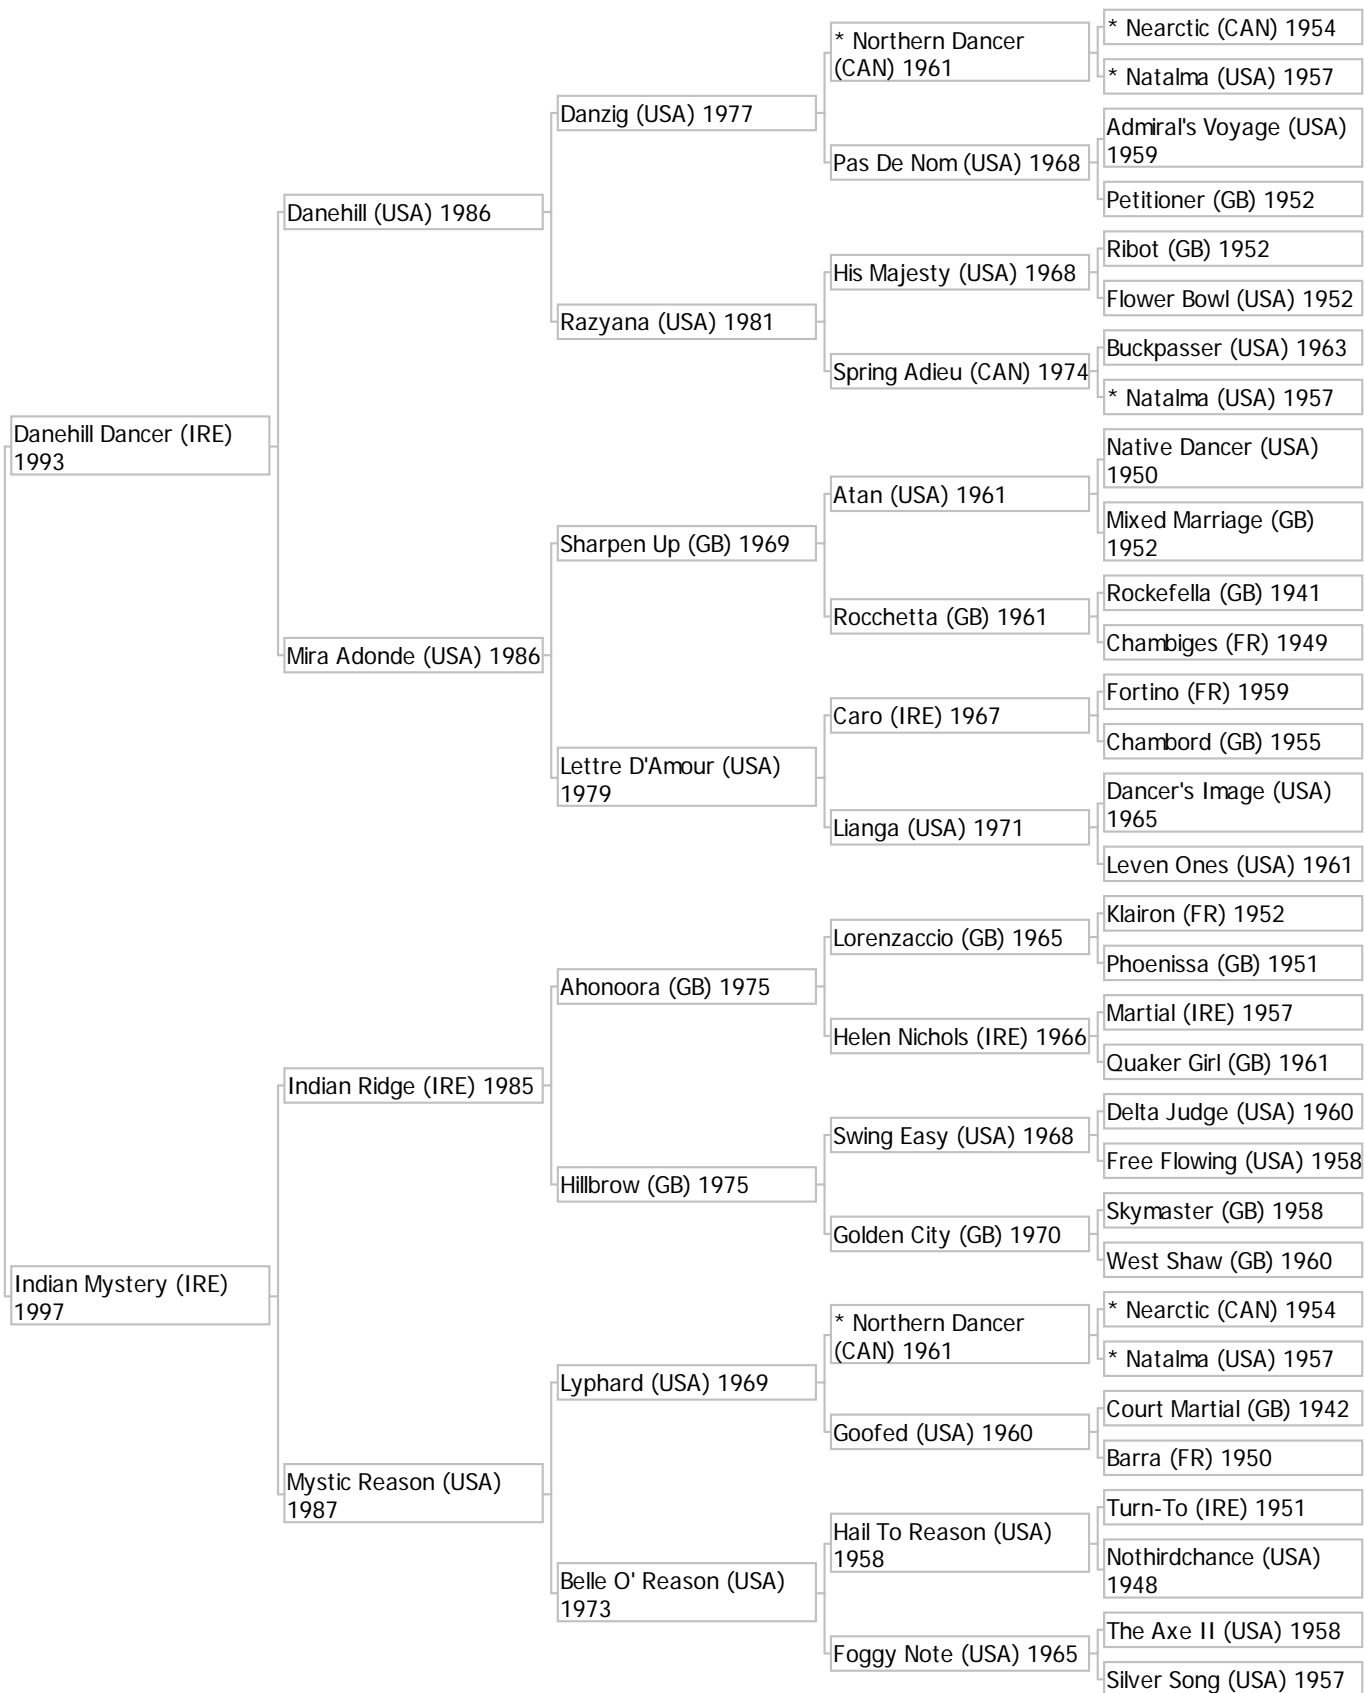 Danehill Dancer (IRE)
1993
Danehill (USA) 1986
Danzig (USA) 1977
* Northern Dancer
(CAN) 1961
* Nearctic (CAN) 1954
* Natalma (USA) 1957
Pas De Nom (USA) 1968
Admiral's Voyage (USA)
1959
Petitioner (GB) 1952
Razyana (USA) 1981
His Majesty (USA) 1968
Ribot (GB) 1952
Flower Bowl (USA) 1952
Spring Adieu (CAN) 1974
Buckpasser (USA) 1963
* Natalma (USA) 1957
Mira Adonde (USA) 1986
Sharpen Up (GB) 1969
Atan (USA) 1961
Native Dancer (USA)
1950
Mixed Marriage (GB)
1952
Rocchetta (GB) 1961
Rockefella (GB) 1941
Chambiges (FR) 1949
Lettre D'Amour (USA)
1979
Caro (IRE) 1967
Fortino (FR) 1959
Chambord (GB) 1955
Lianga (USA) 1971
Dancer's Image (USA)
1965
Leven Ones (USA) 1961
Indian Mystery (IRE)
1997
Indian Ridge (IRE) 1985
Ahonoora (GB) 1975
Lorenzaccio (GB) 1965
Klairon (FR) 1952
Phoenissa (GB) 1951
Helen Nichols (IRE) 1966
Martial (IRE) 1957
Quaker Girl (GB) 1961
Hillbrow (GB) 1975
Swing Easy (USA) 1968
Delta Judge (USA) 1960
Free Flowing (USA) 1958
Golden City (GB) 1970
Skymaster (GB) 1958
West Shaw (GB) 1960
Mystic Reason (USA)
1987
Lyphard (USA) 1969
* Northern Dancer
(CAN) 1961
* Nearctic (CAN) 1954
* Natalma (USA) 1957
Goofed (USA) 1960
Court Martial (GB) 1942
Barra (FR) 1950
Belle O' Reason (USA)
1973
Hail To Reason (USA)
1958
Turn-To (IRE) 1951
Nothirdchance (USA)
1948
Foggy Note (USA) 1965
The Axe II (USA) 1958
Silver Song (USA) 1957